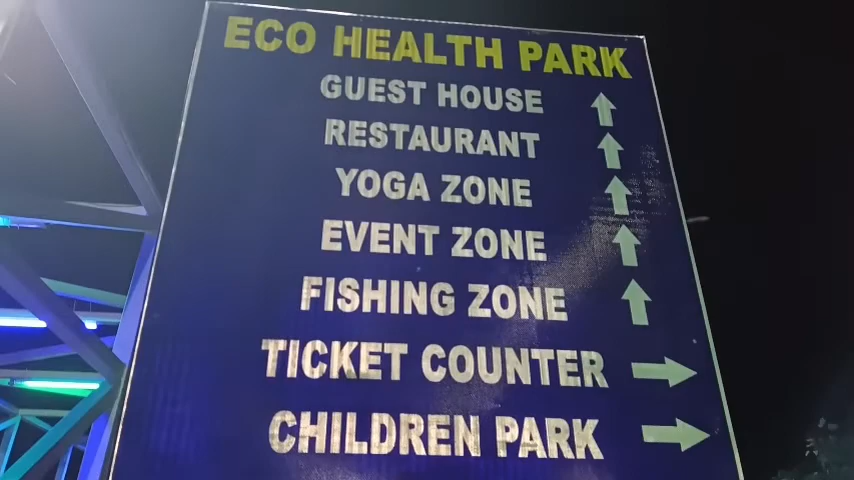 ECO HEALTH PARK
GUEST HOUSE ↑
RESTAURANT ↑
YOGA ZONE ↑
EVENT ZONE ↑
FISHING ZONE ↑
TICKET COUNTER →
CHILDREN PARK →